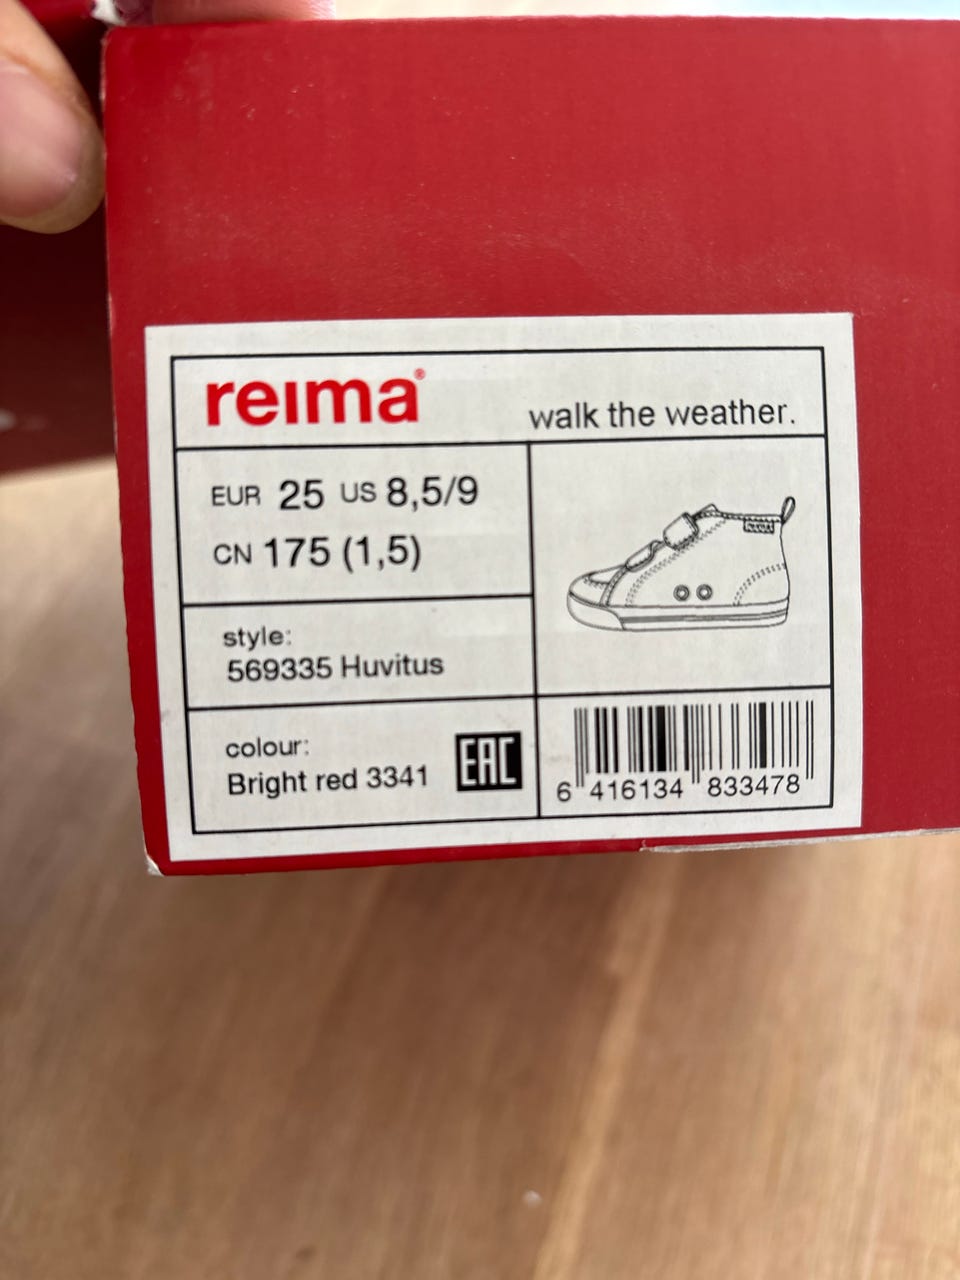 reima®
walk the weather.
EUR 25 US 8,5/9
CN 175 (1,5)
style:
569335 Huvitus
colour:
Bright red 3341
EAC
6 416134 833478